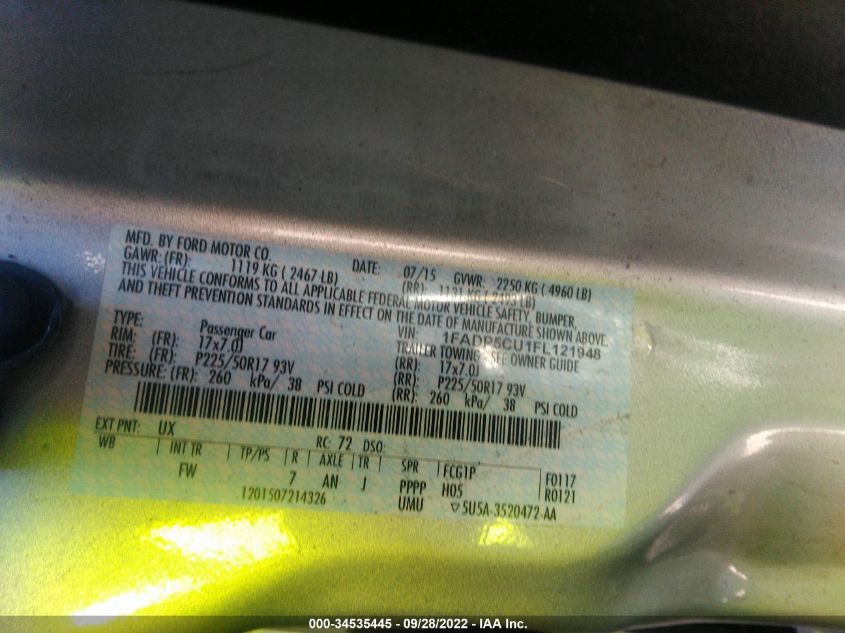 MFD. BY FORD MOTOR CO.
DATE: 07/15 GVWR: 2250 KG ( 4960 LB)
GAWR: (FR): 1119 KG ( 2467 LB) (RR): 1131 KG ( LB)
THIS VEHICLE CONFORMS TO ALL APPLICABLE FEDERAL MOTOR VEHICLE SAFETY, BUMPER,
AND THEFT PREVENTION STANDARDS IN EFFECT ON THE DATE OF MANUFACTURE SHOWN ABOVE.
VIN: 1FADP5CU1FL121948
TYPE: Passenger Car TRAILER TOWING - SEE OWNER GUIDE
RIM: (FR): 17x7.0J (RR): 17x7.0J
TIRE: (FR): P225/50R17 93V (RR): P225/50R17 93V
PRESSURE: (FR): 260 kPa/ 38 PSI COLD (RR): 260 kPa/ 38 PSI COLD
EXT PNT: UX RC: 72 DSO:
WB | INT TR | TP/PS | R | AXLE | TR | SPR | FCG1P F0117
FW 7 AN J PPPP H05 R0121
1201507214326 UMU ▽5U5A-3520472-AA
000-34535445 - 09/28/2022 - IAA Inc.